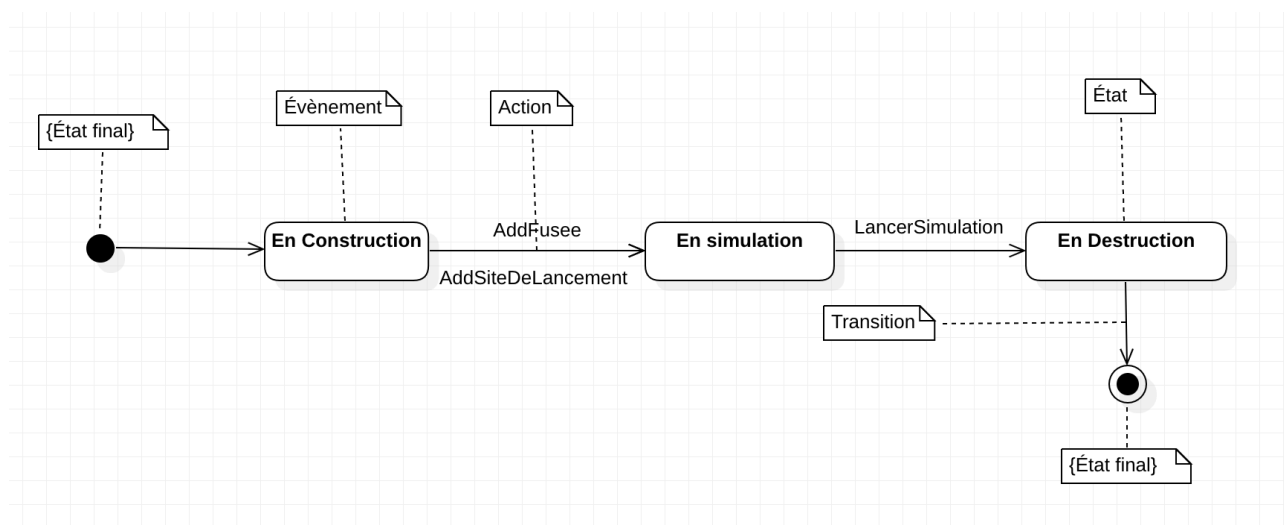 Évènement
Action
État
{État final}
AddFusee
LancerSimulation
En Construction
En simulation
En Destruction
AddSiteDeLancement
Transition
{État final}